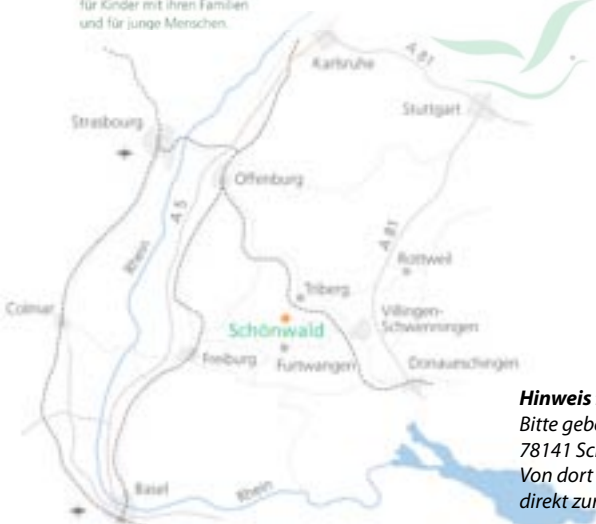 für Kinder mit ihren Familien
und für junge Menschen.
Karlsruhe
A 81
Stuttgart
Strasbourg
Offenburg
A 5
Rhein
A 81
Rottweil
Triberg
Colmar
Villingen-
Schwenningen
Schönwald
Freiburg
Furtwangen
Donaueschingen
Hinweis
Bitte gebe
78141 Sc
Von dort
direkt zur
Basel
Rhein